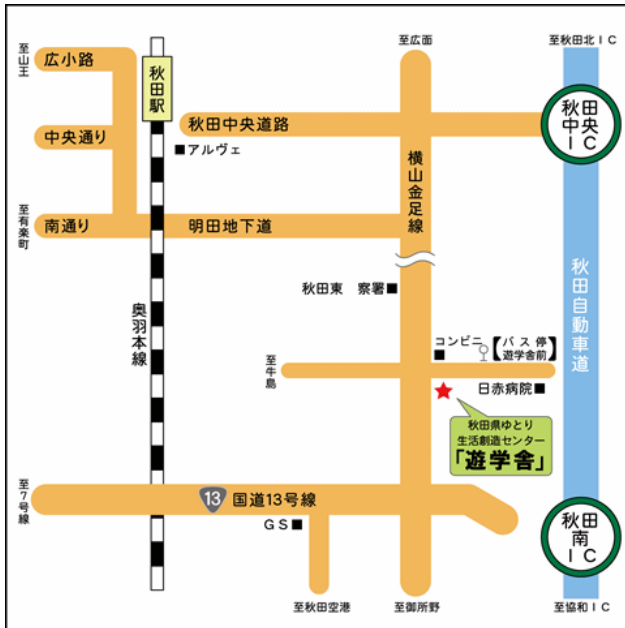 至広面
至秋田北IC
至山王
広小路
秋田駅
秋田
中央
IC
秋田中央道路
中央通り
■アルヴェ
横山金足線
至有楽町
南通り
明田地下道
秋田自動車道
秋田東 察署■
奥羽本線
コンビニ
■
【バス停
遊学舎前】
至牛島
日赤病院■
秋田県ゆとり
生活創造センター
「遊学舎」
至7号線
13
国道13号線
GS■
秋田
南
IC
至秋田空港
至御所野
至協和IC